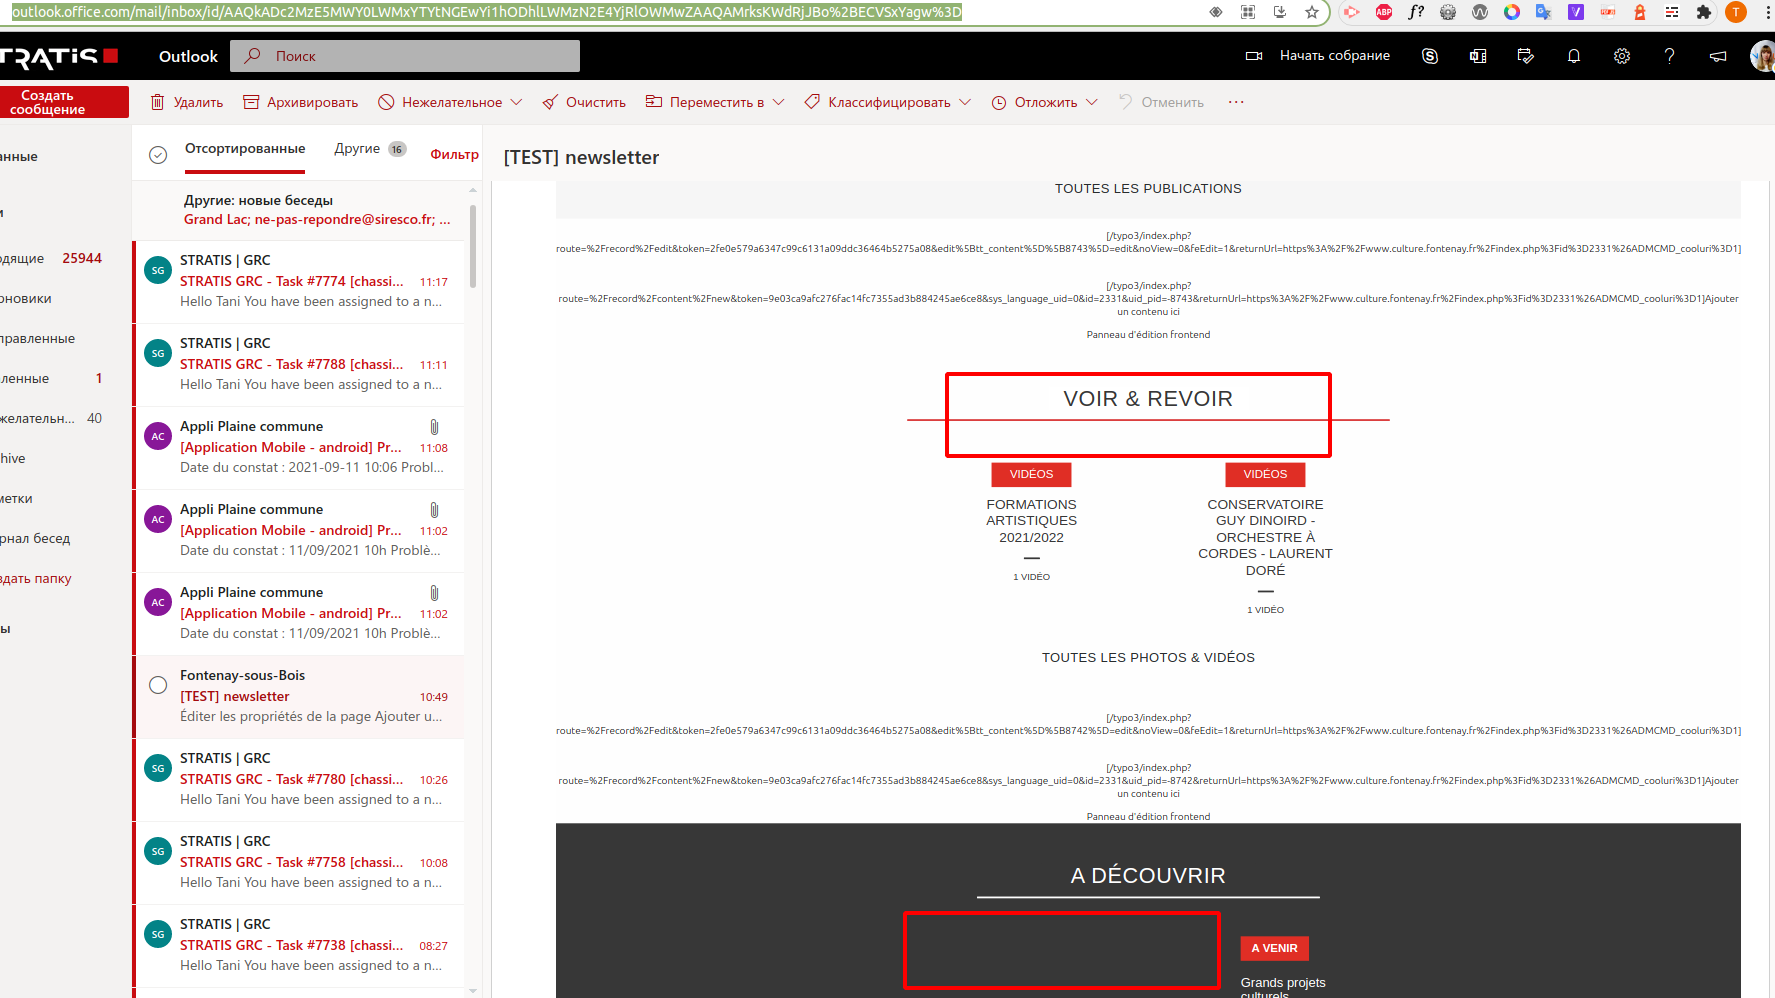 outlook.office.com/mail/inbox/id/AAQkADc2MzE5MWY0LWMxYTYtNGEwYi1hODhlLWMzN2E4YjRlOWMwZAAQAMrksKWdRjJBo%2BECVSxYagw%3D
TRATIS
Outlook
Поиск
Начать собрание
Создать
сообщение
Удалить
Архивировать
Нежелательное
Очистить
Переместить в
Классифицировать
Отложить
Отменить
анные
и
одящие 25944
рновики
правленные
ленные 1
желательн... 40
hive
метки
рнал бесед
здать папку
ы
Отсортированные
Другие 16
Фильтр
Другие: новые беседы
Grand Lac; ne-pas-repondre@siresco.fr; ...
SG
STRATIS | GRC
STRATIS GRC - Task #7774 [chassi... 11:17
Hello Tani You have been assigned to a n...
SG
STRATIS | GRC
STRATIS GRC - Task #7788 [chassi... 11:11
Hello Tani You have been assigned to a n...
AC
Appli Plaine commune
[Application Mobile - android] Pr... 11:08
Date du constat : 2021-09-11 10:06 Probl...
AC
Appli Plaine commune
[Application Mobile - android] Pr... 11:02
Date du constat : 11/09/2021 10h Problè...
AC
Appli Plaine commune
[Application Mobile - android] Pr... 11:02
Date du constat : 11/09/2021 10h Problè...
Fontenay-sous-Bois
[TEST] newsletter 10:49
Éditer les propriétés de la page Ajouter u...
SG
STRATIS | GRC
STRATIS GRC - Task #7780 [chassi... 10:26
Hello Tani You have been assigned to a n...
SG
STRATIS | GRC
STRATIS GRC - Task #7758 [chassi... 10:08
Hello Tani You have been assigned to a n...
SG
STRATIS | GRC
STRATIS GRC - Task #7738 [chassi... 08:27
Hello Tani You have been assigned to a n...
[TEST] newsletter
TOUTES LES PUBLICATIONS
[/typo3/index.php?
route=%2Frecord%2Fedit&token=2fe0e579a6347c99c6131a09ddc36464b5275a08&edit%5Btt_content%5D%5B8743%5D=edit&noView=0&feEdit=1&returnUrl=https%3A%2F%2Fwww.culture.fontenay.fr%2Findex.php%3Fid%3D2331%26ADMCMD_cooluri%3D1]
[/typo3/index.php?
route=%2Frecord%2Fcontent%2Fnew&token=9e03ca9afc276fac14fc7355ad3b884245ae6ce8&sys_language_uid=0&id=2331&uid_pid=-8743&returnUrl=https%3A%2F%2Fwww.culture.fontenay.fr%2Findex.php%3Fid%3D2331%26ADMCMD_cooluri%3D1]Ajouter
un contenu ici
Panneau d'édition frontend
VOIR & REVOIR
VIDÉOS
FORMATIONS
ARTISTIQUES
2021/2022
1 VIDÉO
VIDÉOS
CONSERVATOIRE
GUY DINOIRD -
ORCHESTRE À
CORDES - LAURENT
DORÉ
1 VIDÉO
TOUTES LES PHOTOS & VIDÉOS
[/typo3/index.php?
route=%2Frecord%2Fedit&token=2fe0e579a6347c99c6131a09ddc36464b5275a08&edit%5Btt_content%5D%5B8742%5D=edit&noView=0&feEdit=1&returnUrl=https%3A%2F%2Fwww.culture.fontenay.fr%2Findex.php%3Fid%3D2331%26ADMCMD_cooluri%3D1]
[/typo3/index.php?
route=%2Frecord%2Fcontent%2Fnew&token=9e03ca9afc276fac14fc7355ad3b884245ae6ce8&sys_language_uid=0&id=2331&uid_pid=-8742&returnUrl=https%3A%2F%2Fwww.culture.fontenay.fr%2Findex.php%3Fid%3D2331%26ADMCMD_cooluri%3D1]Ajouter
un contenu ici
Panneau d'édition frontend
A DÉCOUVRIR
A VENIR
Grands projets
culturels